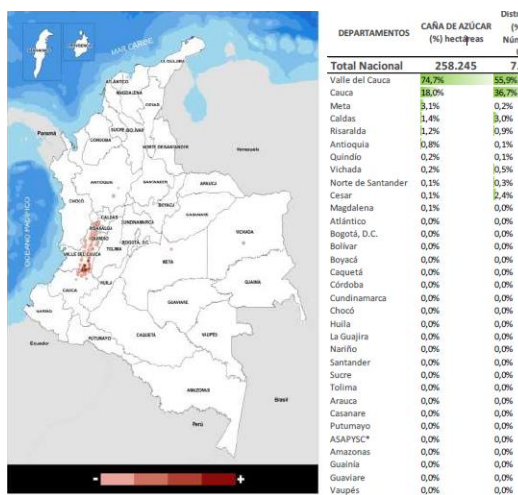 MAR CARIBE
LA GUAJIRA
ATLÁNTICO
MAGDALENA
CESAR
SUCRE
BOLÍVAR
CÓRDOBA
NORTE DE SANTANDER
Panamá
Venezuela
ANTIOQUIA
SANTANDER
ARAUCA
CHOCÓ
BOYACÁ
CASANARE
CALDAS
RISARALDA
CUNDINAMARCA
QUINDÍO
BOGOTÁ, D.C.
VICHADA
TOLIMA
VALLE DEL CAUCA
META
OCÉANO PACÍFICO
GUAINÍA
HUILA
CAUCA
GUAVIARE
NARIÑO
VAUPÉS
PUTUMAYO
CAQUETÁ
Ecuador
AMAZONAS
Brasil
Perú
- +
DEPARTAMENTOS CAÑA DE AZÚCAR (%) hectáreas
Total Nacional 258.245 7.
Valle del Cauca 74,7% 55,9%
Cauca 18,0% 36,7%
Meta 3,1% 0,2%
Caldas 1,4% 3,0%
Risaralda 1,2% 0,9%
Antioquia 0,8% 0,1%
Quindío 0,2% 0,1%
Vichada 0,2% 0,5%
Norte de Santander 0,1% 0,3%
Cesar 0,1% 2,4%
Magdalena 0,1% 0,0%
Atlántico 0,0% 0,0%
Bogotá, D.C. 0,0% 0,0%
Bolívar 0,0% 0,0%
Boyacá 0,0% 0,0%
Caquetá 0,0% 0,0%
Córdoba 0,0% 0,0%
Cundinamarca 0,0% 0,0%
Chocó 0,0% 0,0%
Huila 0,0% 0,0%
La Guajira 0,0% 0,0%
Nariño 0,0% 0,0%
Santander 0,0% 0,0%
Sucre 0,0% 0,0%
Tolima 0,0% 0,0%
Arauca 0,0% 0,0%
Casanare 0,0% 0,0%
Putumayo 0,0% 0,0%
ASAPYSC* 0,0% 0,0%
Amazonas 0,0% 0,0%
Guainía 0,0% 0,0%
Guaviare 0,0% 0,0%
Vaupés 0,0% 0,0%